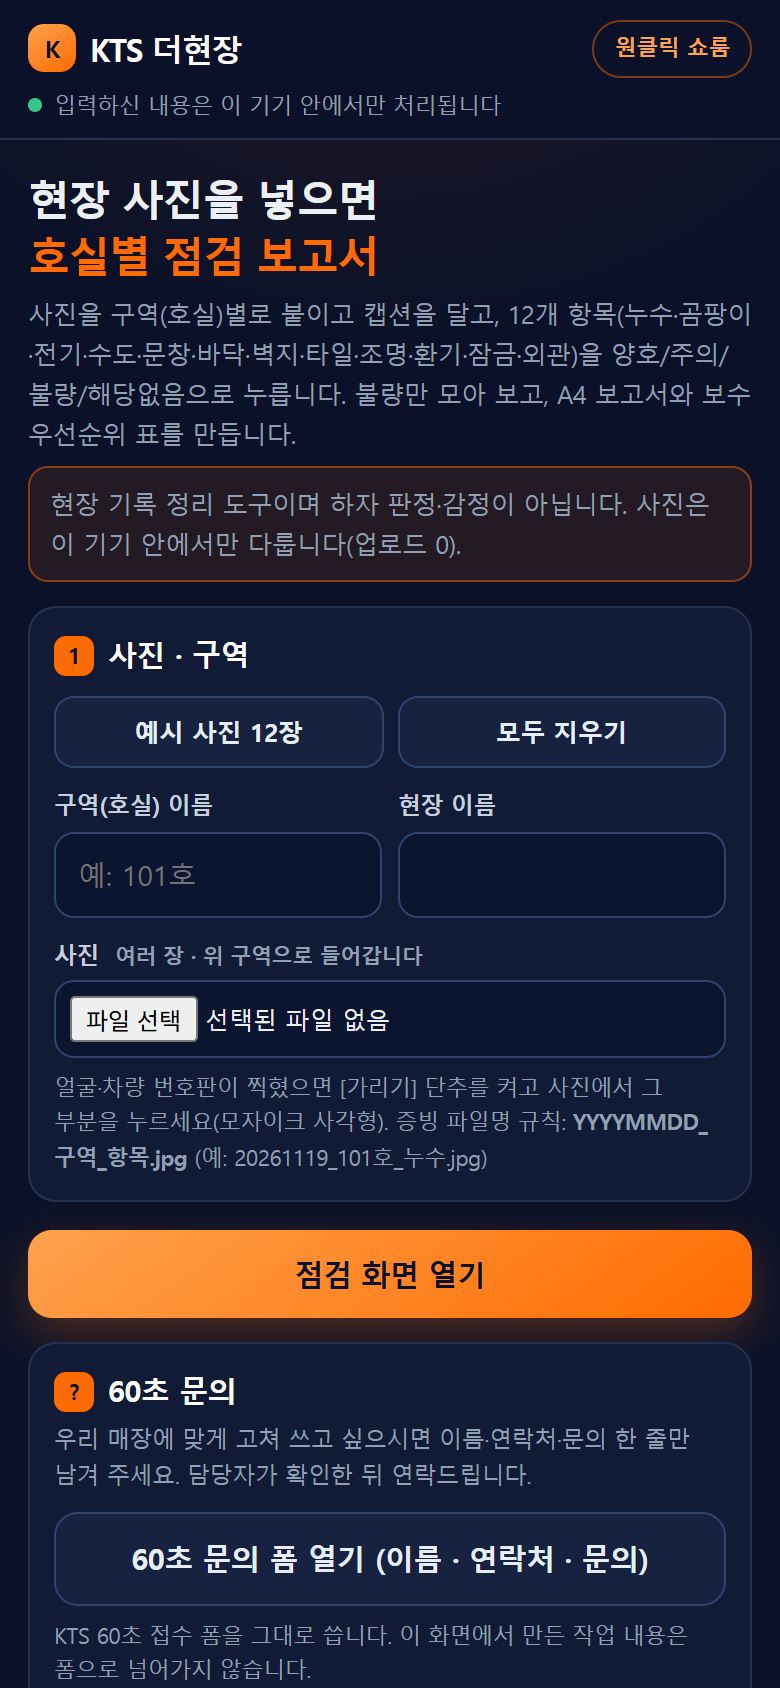 K KTS 더현장
원클릭 쇼룸
입력하신 내용은 이 기기 안에서만 처리됩니다
현장 사진을 넣으면
호실별 점검 보고서
사진을 구역(호실)별로 붙이고 캡션을 달고, 12개 항목(누수·곰팡이
·전기·수도·문창·바닥·벽지·타일·조명·환기·잠금·외관)을 양호/주의/
불량/해당없음으로 누릅니다. 불량만 모아 보고, A4 보고서와 보수
우선순위 표를 만듭니다.
현장 기록 정리 도구이며 하자 판정·감정이 아닙니다. 사진은
이 기기 안에서만 다룹니다(업로드 0).
1 사진 · 구역
예시 사진 12장
모두 지우기
구역(호실) 이름
현장 이름
예: 101호
사진 여러 장 · 위 구역으로 들어갑니다
파일 선택 선택된 파일 없음
얼굴·차량 번호판이 찍혔으면 [가리기] 단추를 켜고 사진에서 그
부분을 누르세요(모자이크 사각형). 증빙 파일명 규칙: YYYYMMDD_
구역_항목.jpg (예: 20261119_101호_누수.jpg)
점검 화면 열기
? 60초 문의
우리 매장에 맞게 고쳐 쓰고 싶으시면 이름·연락처·문의 한 줄만
남겨 주세요. 담당자가 확인한 뒤 연락드립니다.
60초 문의 폼 열기 (이름 · 연락처 · 문의)
KTS 60초 접수 폼을 그대로 씁니다. 이 화면에서 만든 작업 내용은
폼으로 넘어가지 않습니다.